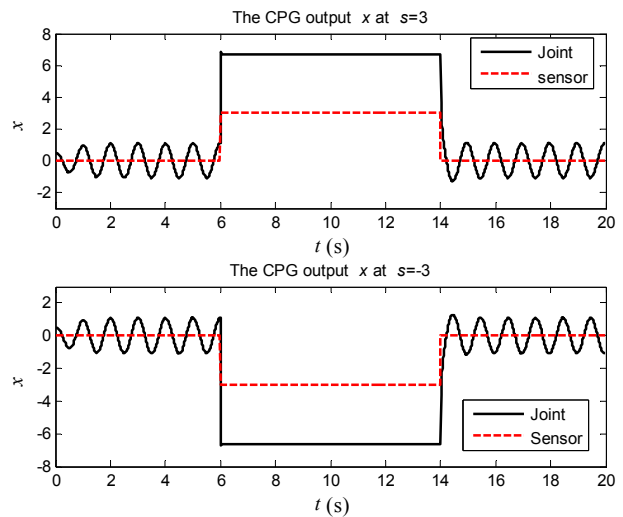 The CPG output x at s=3
8
6
4
2
0
-2
x
Joint
sensor
0 2 4 6 8 10 12 14 16 18 20
t (s)
The CPG output x at s=-3
2
0
-2
-4
-6
-8
x
Joint
Sensor
0 2 4 6 8 10 12 14 16 18 20
t (s)